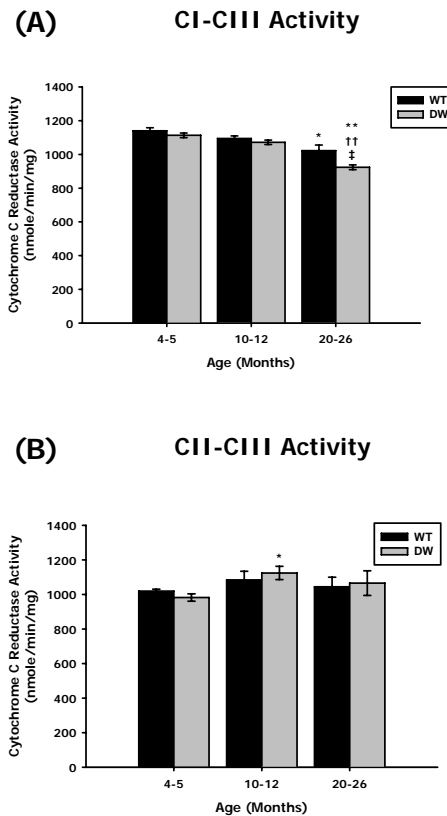 (A)
CI-CIII Activity
Cytochrome C Reductase Activity
(nmole/min/mg)
1400
1200
1000
800
600
400
200
0
WT
DW
*
**
††
‡
4-5
10-12
20-26
Age (Months)
(B)
CII-CIII Activity
Cytochrome C Reductase Activity
(nmole/min/mg)
1400
1200
1000
800
600
400
200
0
WT
DW
*
4-5
10-12
20-26
Age (Months)